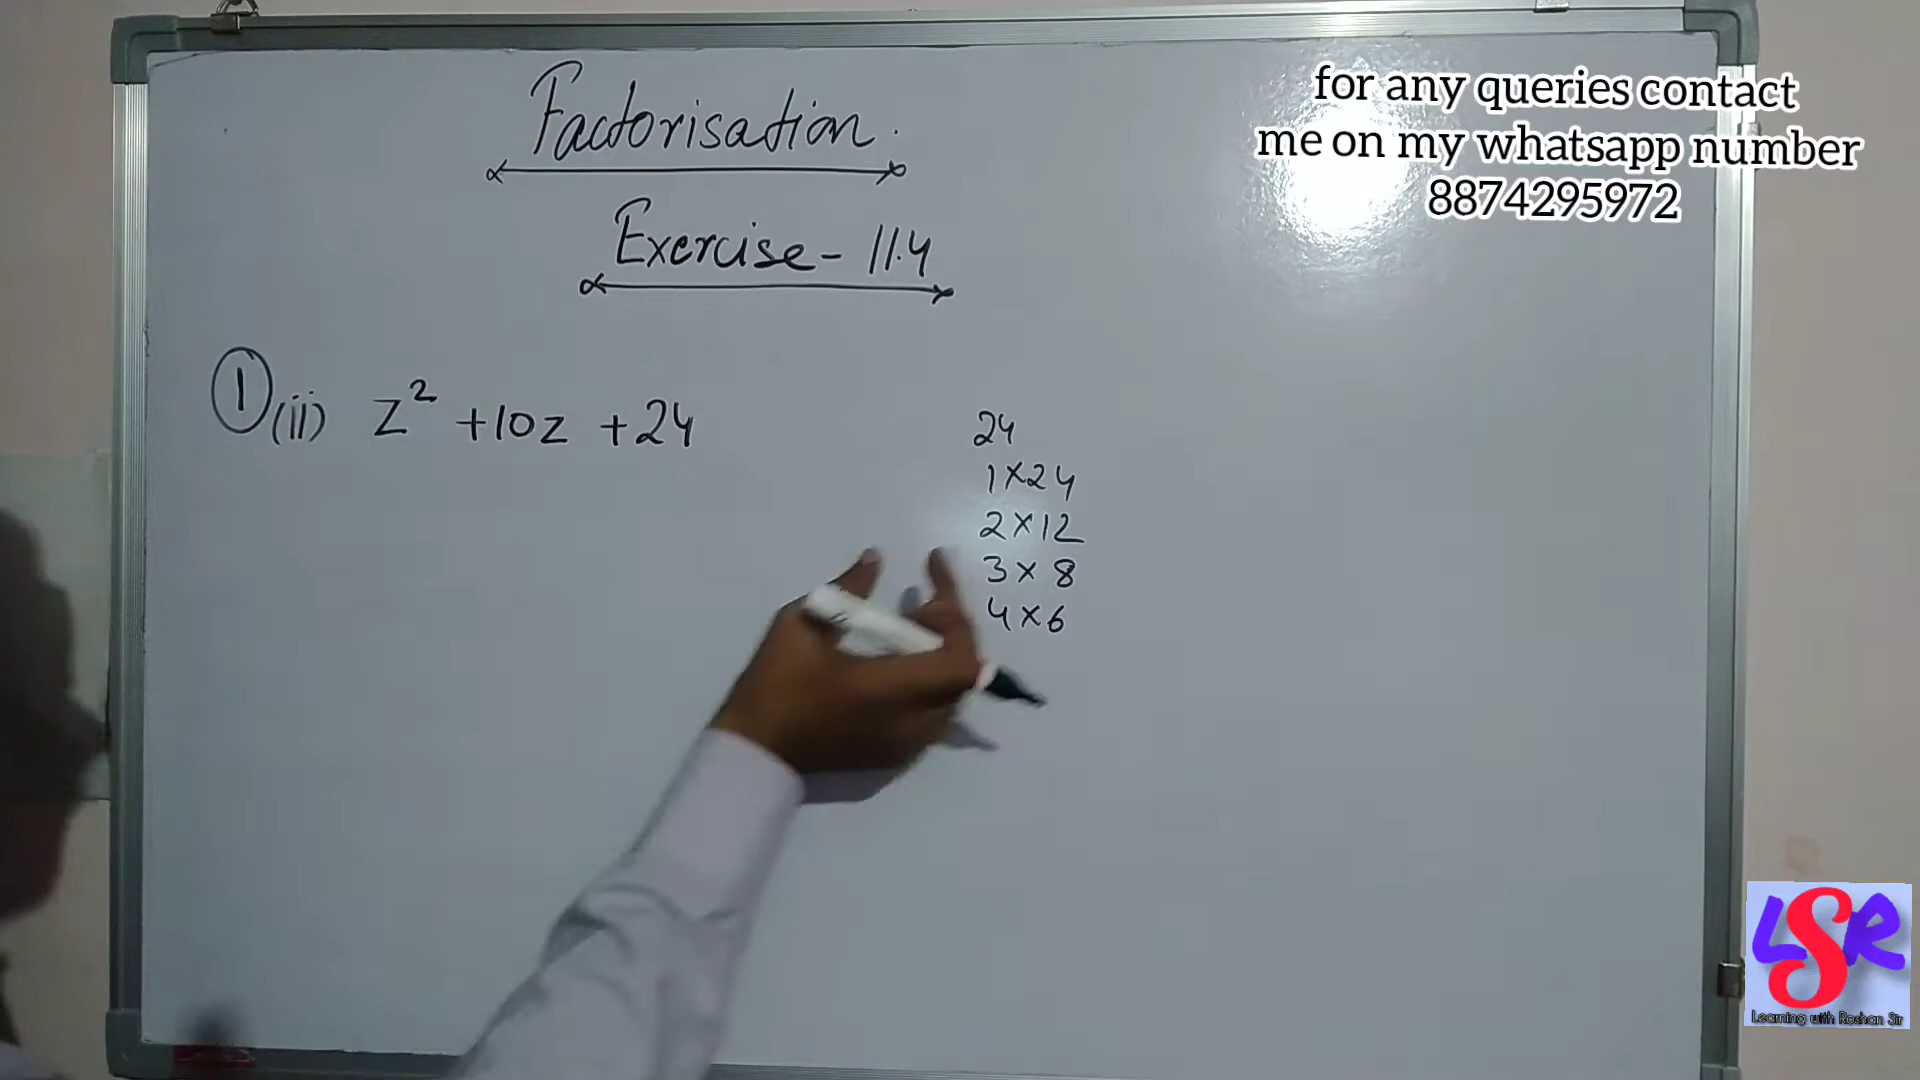 Factorisation.
Exercise - 11.4
1 (ii) z² + 10z + 24
24
1 × 24
2 × 12
3 × 8
4 × 6
for any queries contact
me on my whatsapp number
8874295972
LSR
Learning with Roshan Sir